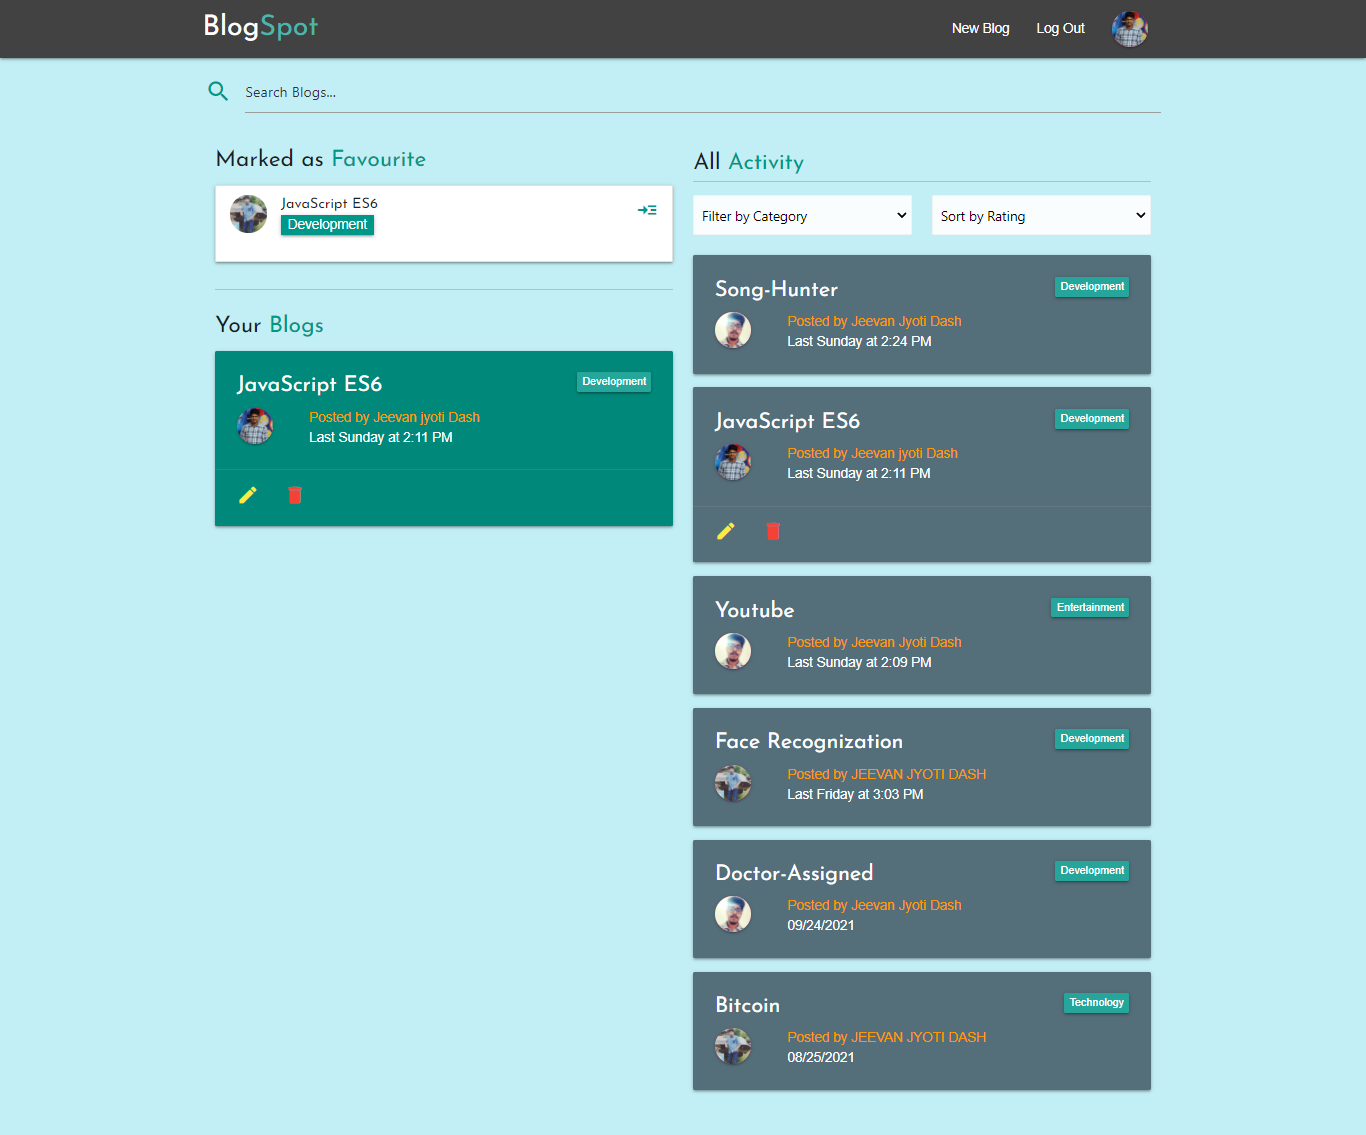 BlogSpot
New Blog
Log Out
Search Blogs...
Marked as Favourite
JavaScript ES6
Development
Your Blogs
JavaScript ES6
Development
Posted by Jeevan jyoti Dash
Last Sunday at 2:11 PM
All Activity
Filter by Category
Sort by Rating
Song-Hunter
Development
Posted by Jeevan Jyoti Dash
Last Sunday at 2:24 PM
JavaScript ES6
Development
Posted by Jeevan jyoti Dash
Last Sunday at 2:11 PM
Youtube
Entertainment
Posted by Jeevan Jyoti Dash
Last Sunday at 2:09 PM
Face Recognization
Development
Posted by JEEVAN JYOTI DASH
Last Friday at 3:03 PM
Doctor-Assigned
Development
Posted by Jeevan Jyoti Dash
09/24/2021
Bitcoin
Technology
Posted by JEEVAN JYOTI DASH
08/25/2021